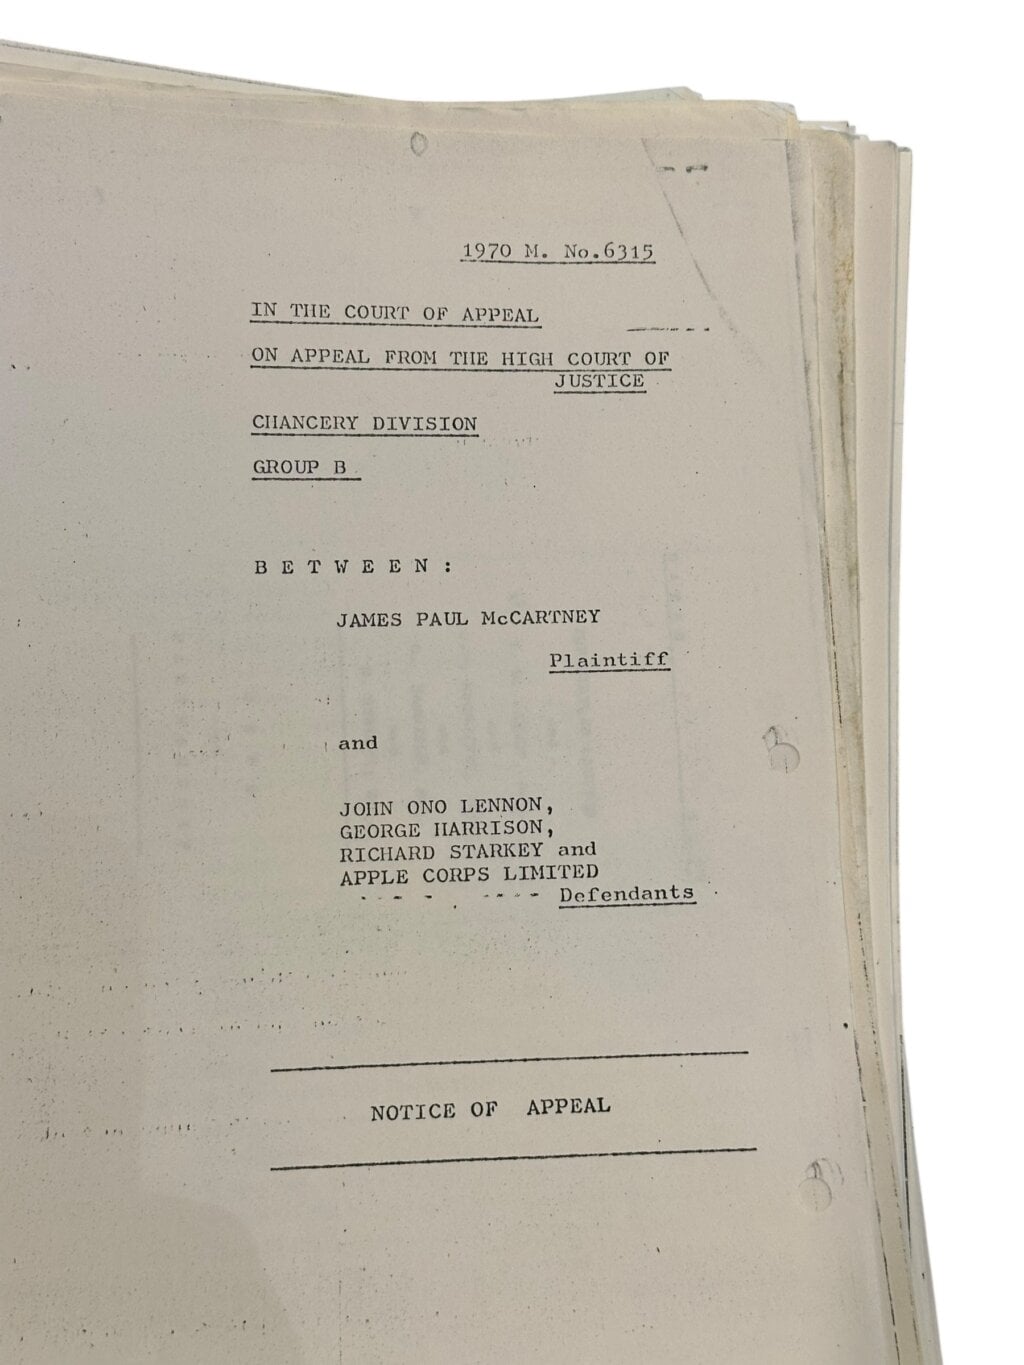 1970 M. No.6315
IN THE COURT OF APPEAL
ON APPEAL FROM THE HIGH COURT OF
JUSTICE
CHANCERY DIVISION
GROUP B
B E T W E E N :
JAMES PAUL McCARTNEY
Plaintiff
and
JOHN ONO LENNON,
GEORGE HARRISON,
RICHARD STARKEY and
APPLE CORPS LIMITED
Defendants
NOTICE OF APPEAL